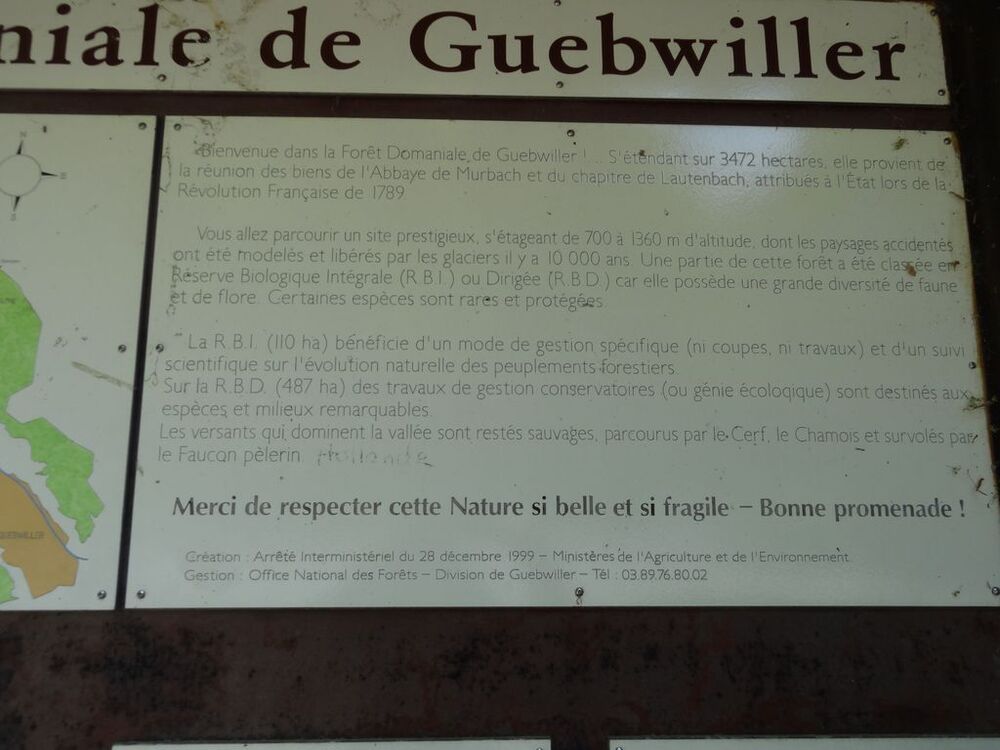 niale de Guebwiller
Bienvenue dans la Forêt Domaniale de Guebwiller !... S'étendant sur 3472 hectares, elle provient de
la réunion des biens de l'Abbaye de Murbach et du chapitre de Lautenbach, attribués à l'État lors de la
Révolution Française de 1789
Vous allez parcourir un site prestigieux, s'étageant de 700 à 1360 m d'altitude, dont les paysages accidentés
ont été modelés et libérés par les glaciers il y a 10 000 ans. Une partie de cette forêt a été classée en
Réserve Biologique Intégrale (R.B.I.) ou Dirigée (R.B.D.) car elle possède une grande diversité de faune
et de flore. Certaines espèces sont rares et protégées
La R.B.I. (110 ha) bénéficie d'un mode de gestion spécifique (ni coupes, ni travaux) et d'un suivi
scientifique sur l'évolution naturelle des peuplements forestiers
Sur la R.B.D. (487 ha) des travaux de gestion conservatoires (ou génie écologique) sont destinés aux
espèces et milieux remarquables
Les versants qui dominent la vallée sont restés sauvages, parcourus par le Cerf, le Chamois et survolés par
le Faucon pèlerin. Hollande
Merci de respecter cette Nature si belle et si fragile – Bonne promenade !
Création : Arrêté Interministériel du 28 décembre 1999 – Ministères de l'Agriculture et de l'Environnement
Gestion : Office National des Forêts – Division de Guebwiller – Tél : 03.89.76.80.02
N
E
S
GUEBWILLER